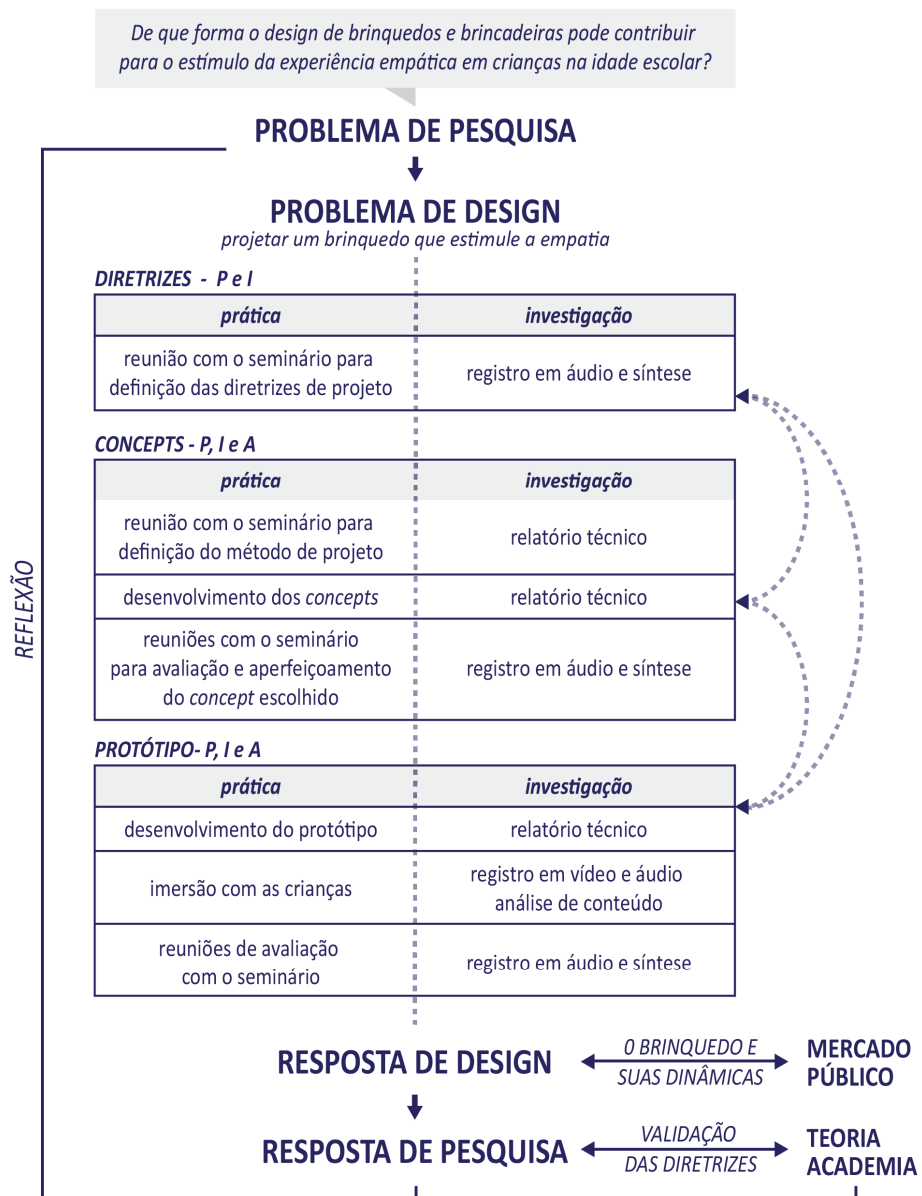 De que forma o design de brinquedos e brincadeiras pode contribuir
para o estímulo da experiência empática em crianças na idade escolar?
PROBLEMA DE PESQUISA
PROBLEMA DE DESIGN
projetar um brinquedo que estimule a empatia
DIRETRIZES - P e I
prática
investigação
reunião com o seminário para
definição das diretrizes de projeto
registro em áudio e síntese
CONCEPTS - P, I e A
prática
investigação
reunião com o seminário para
definição do método de projeto
relatório técnico
desenvolvimento dos concepts
relatório técnico
reuniões com o seminário
para avaliação e aperfeiçoamento
do concept escolhido
registro em áudio e síntese
PROTÓTIPO- P, I e A
prática
investigação
desenvolvimento do protótipo
relatório técnico
imersão com as crianças
registro em vídeo e áudio
análise de conteúdo
reuniões de avaliação
com o seminário
registro em áudio e síntese
REFLEXÃO
RESPOSTA DE DESIGN
O BRINQUEDO E
SUAS DINÂMICAS
MERCADO
PÚBLICO
RESPOSTA DE PESQUISA
VALIDAÇÃO
DAS DIRETRIZES
TEORIA
ACADEMIA